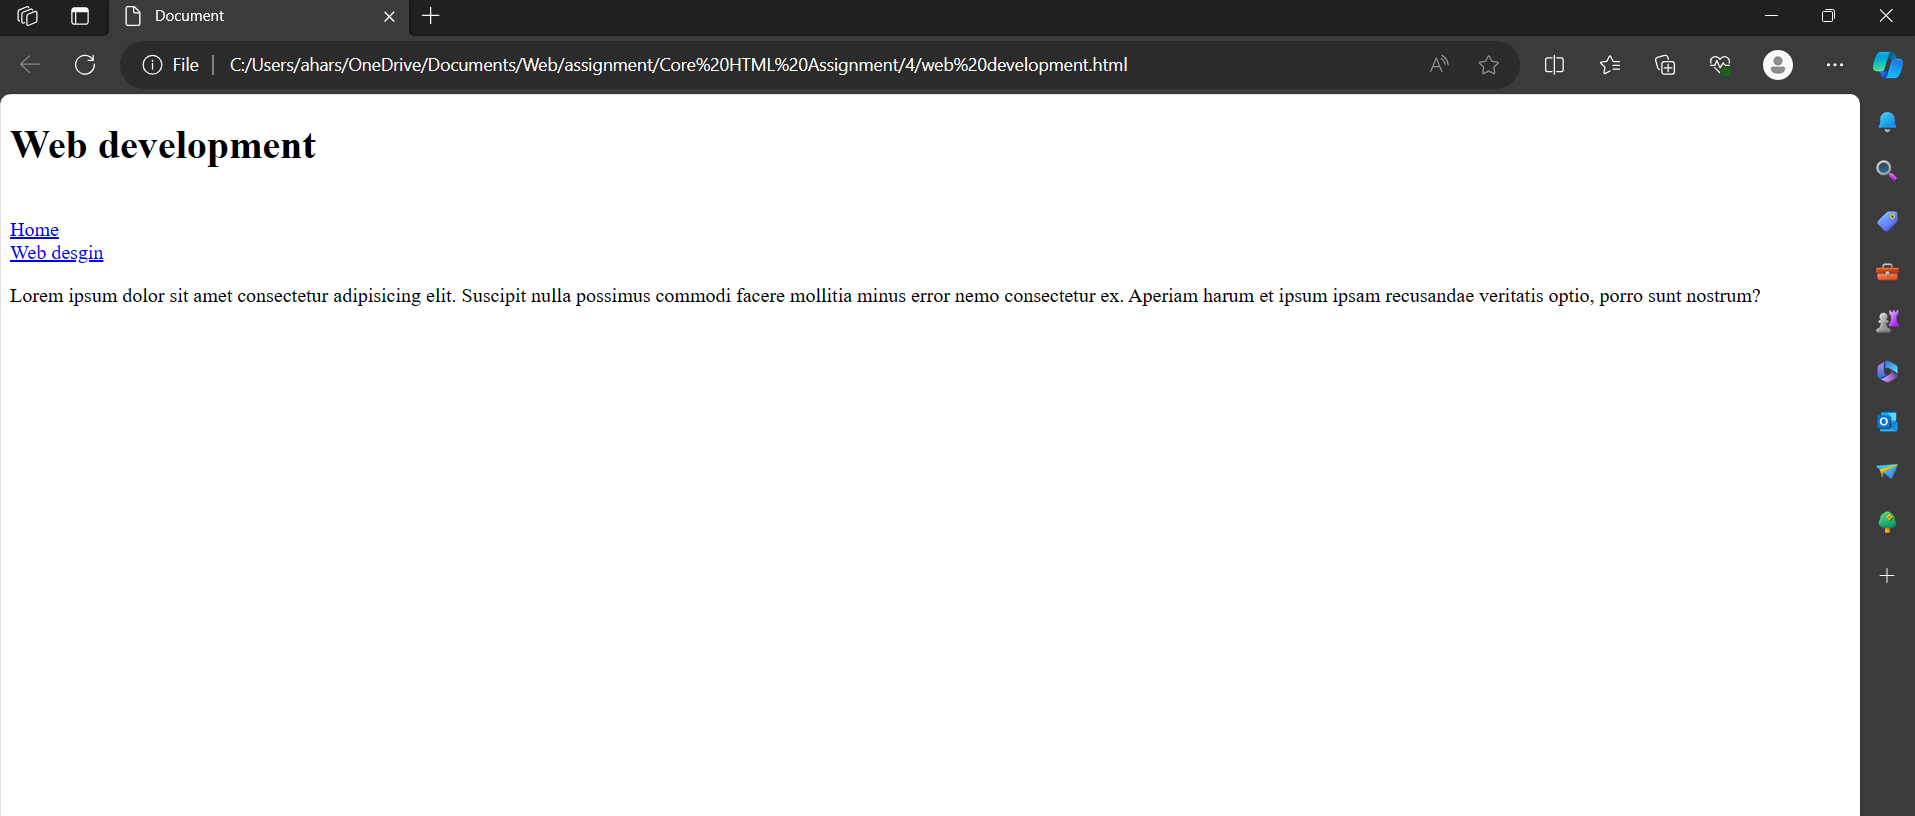 Document
File
C:/Users/ahars/OneDrive/Documents/Web/assignment/Core%20HTML%20Assignment/4/web%20development.html
Web development
Home
Web desgin
Lorem ipsum dolor sit amet consectetur adipisicing elit. Suscipit nulla possimus commodi facere mollitia minus error nemo consectetur ex. Aperiam harum et ipsum ipsam recusandae veritatis optio, porro sunt nostrum?